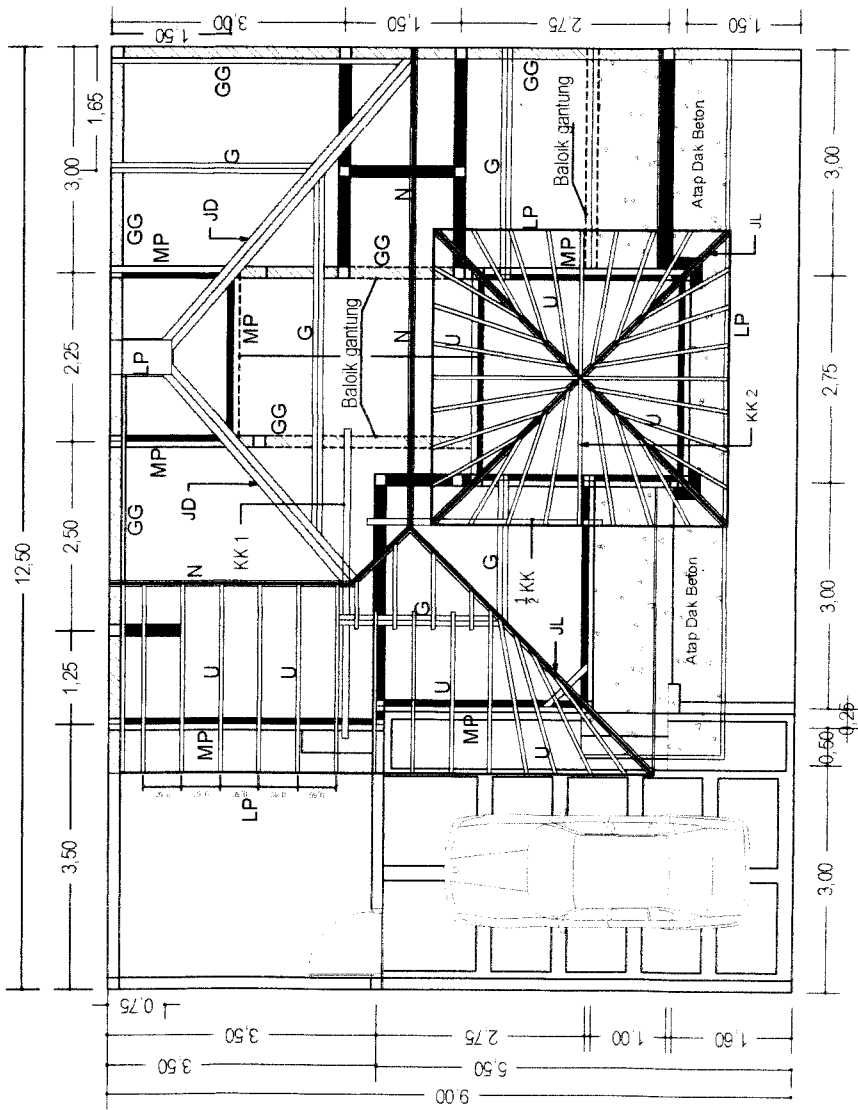 12,50
3,50
1,25
2,50
2,25
3,00
1,65
9.00
3.50
5,50
3.50
2.75
1.00
1,60
0,75
3,00
1,50
1,50
2,75
1,50
LP
MP
U
U
N
GG
MP
LP
GG
MP
GG
JD
JD
G
G
GG
KK 1
GG
MP
GG
Baloik gantung
N
N
G
U
MP
U
JL
G
½ KK
U
U
U
KK 2
LP
MP
LP
JL
G
GG
Baloik gantung
Atap Dak Beton
Atap Dak Beton
3,00
0,50
0,25
3,00
2,75
3,00